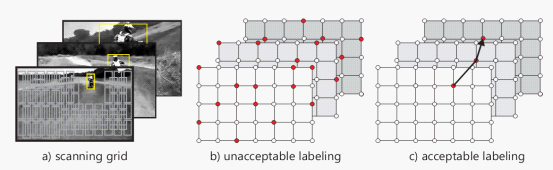 a) scanning grid
b) unacceptable labeling
c) acceptable labeling